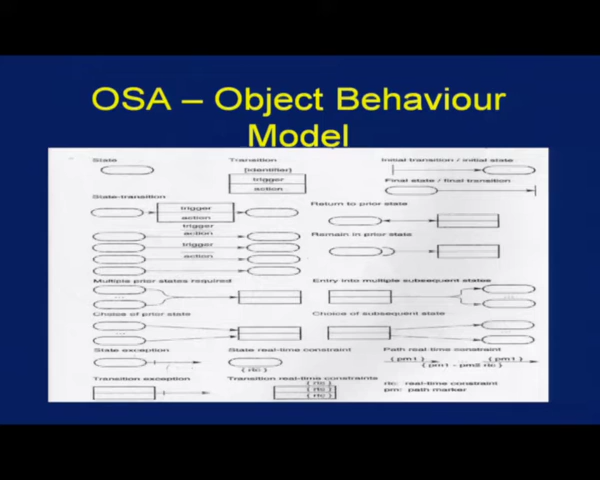 OSA – Object Behaviour
Model
State
Transition
[identifier]
trigger
action
Initial transition / initial state
Final state / final transition
State-transition
trigger
action
trigger
action
trigger
action
Return to prior state
Remain in prior state
Multiple prior states required
...
Entry into multiple subsequent states
...
Choice of prior state
...
Choice of subsequent state
...
State exception
State real-time constraint
( rtc )
Path real-time constraint
( pm1 )
( pm1 )
( pm1 - pm2 rtc )
Transition exception
Transition real-time constraints
( rtc )
( rtc )
( rtc )
rtc: real-time constraint
pm: path marker